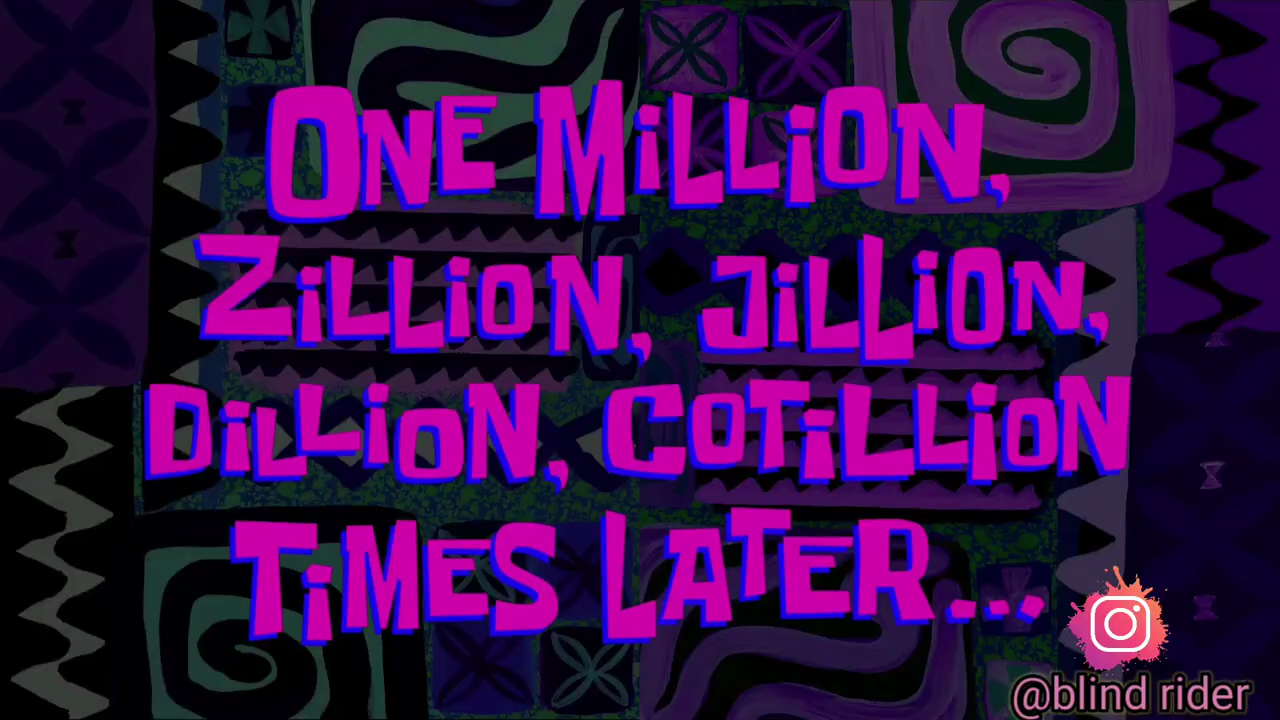 One Million,
Zillion, Jillion,
Dillion, Cotillion
Times Later...
@blind rider